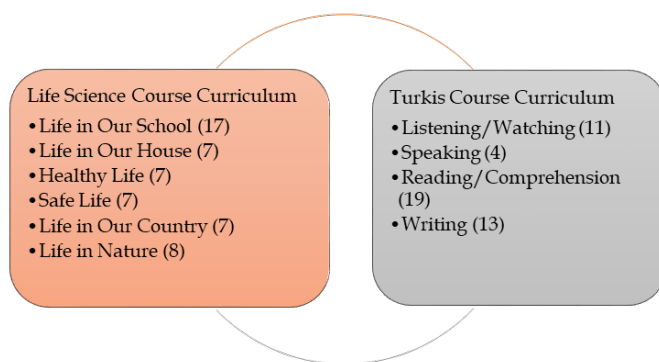 Life Science Course Curriculum
•Life in Our School (17)
•Life in Our House (7)
•Healthy Life (7)
•Safe Life (7)
•Life in Our Country (7)
•Life in Nature (8)
Turkis Course Curriculum
•Listening/Watching (11)
•Speaking (4)
•Reading/Comprehension
(19)
•Writing (13)